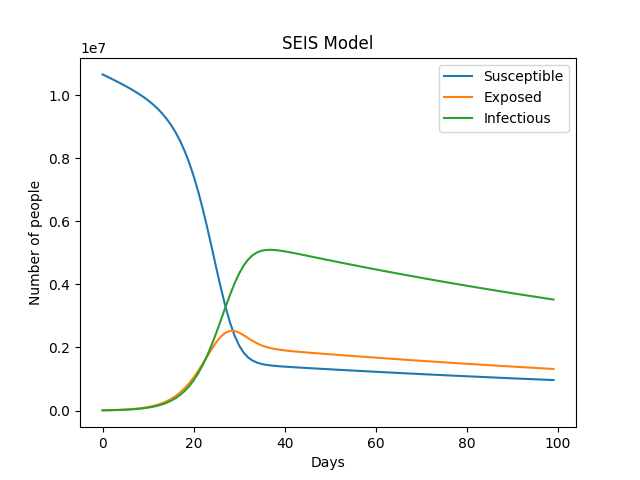 SEIS Model
1e7
Susceptible
Exposed
Infectious
Number of people
1.0
0.8
0.6
0.4
0.2
0.0
0 20 40 60 80 100
Days